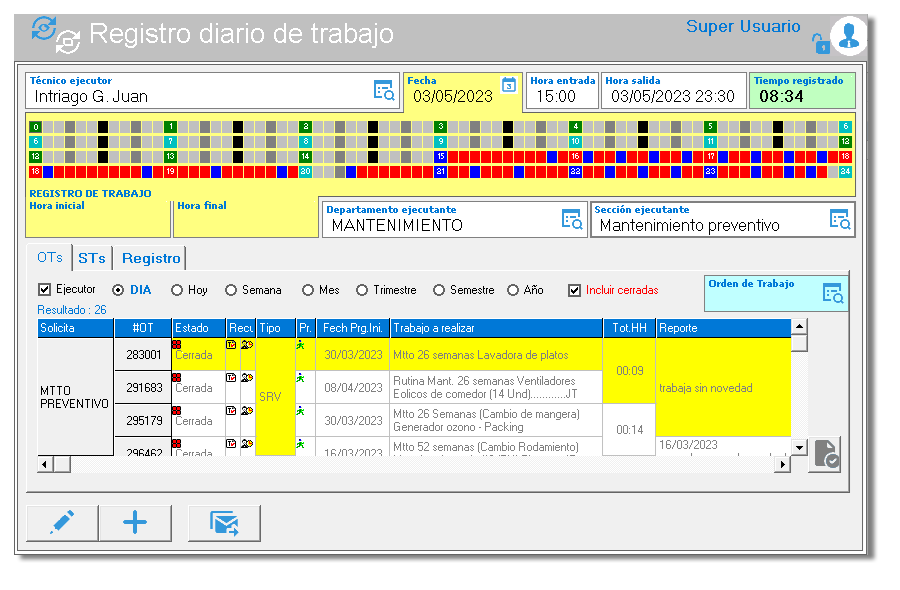 Registro diario de trabajo
Super Usuario
Técnico ejecutor
Intriago G. Juan
Fecha
03/05/2023
3
Hora entrada
15:00
Hora salida
03/05/2023 23:30
Tiempo registrado
08:34
0 1 2 3 4 5 6
6 7 8 9 10 11 12
12 13 14 15 16 17 18
18 19 20 21 22 23 24
REGISTRO DE TRABAJO
Hora inicial
Hora final
Departamento ejecutante
MANTENIMIENTO
Sección ejecutante
Mantenimiento preventivo
OTs STs Registro
Ejecutor DIA Hoy Semana Mes Trimestre Semestre Año Incluir cerradas
Orden de Trabajo
Resultado : 26
Solicita #OT Estado Recu Tipo Pr. Fech Prg.Ini. Trabajo a realizar Tot.HH Reporte
MTTO
PREVENTIVO
283001 Cerrada 30/03/2023 Mtto 26 semanas Lavadora de platos
00:09
291683 Cerrada 08/04/2023 Rutina Mant. 26 semanas Ventiladores
Eolicos de comedor (14 Und)............JT
SRV
trabaja sin novedad
295179 Cerrada 30/03/2023 Mtto 26 Semanas (Cambio de mangera)
Generador ozono - Packing
00:14
296462 Cerrada 16/03/2023 Mtto 52 semanas (Cambio Rodamiento)
16/03/2023